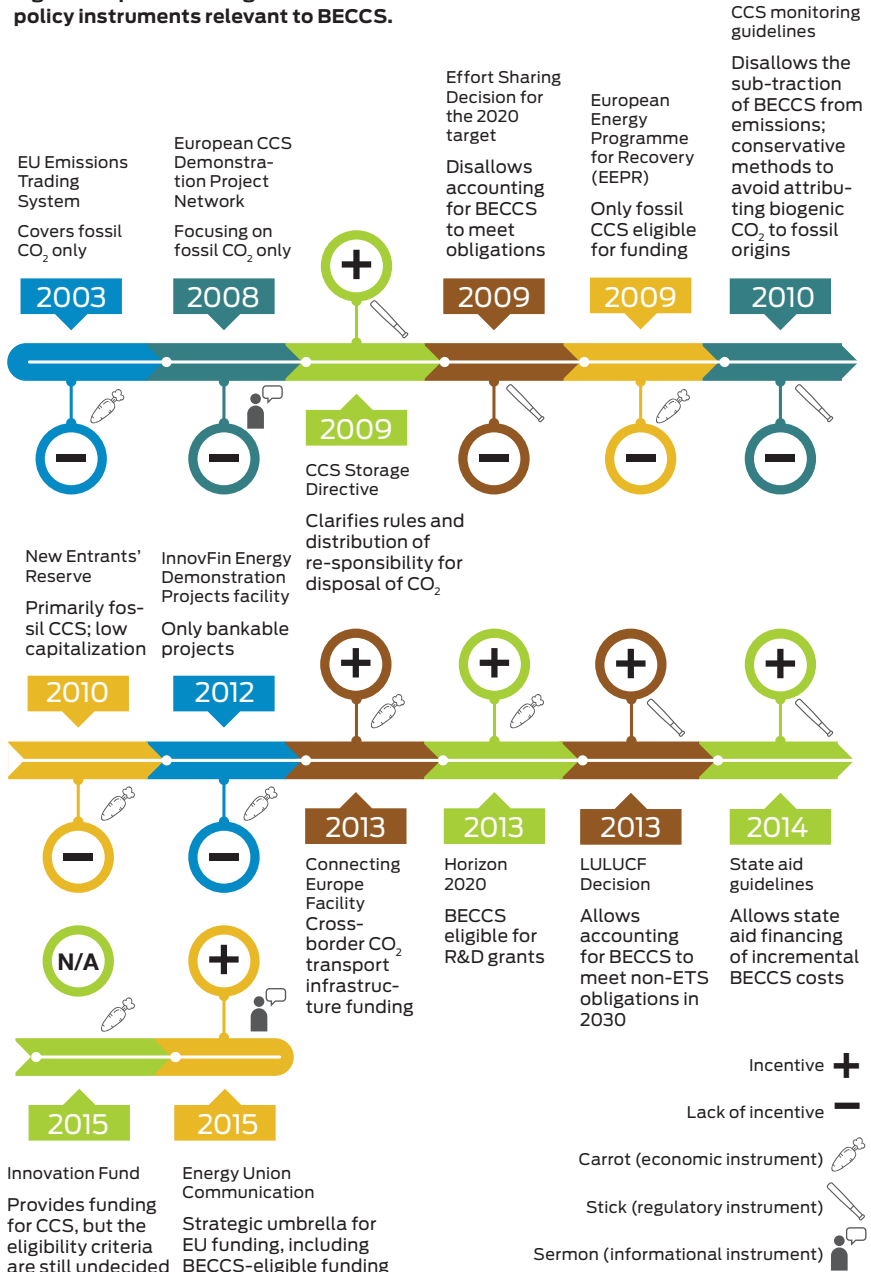 policy instruments relevant to BECCS.
EU Emissions
Trading
System
Covers fossil
CO2 only
2003
European CCS
Demonstra-
tion Project
Network
Focusing on
fossil CO2 only
2008
2009
CCS Storage
Directive
Clarifies rules and
distribution of
re-sponsibility for
disposal of CO2
Effort Sharing
Decision for
the 2020
target
Disallows
accounting
for BECCS
to meet
obligations
2009
European
Energy
Programme
for Recovery
(EEPR)
Only fossil
CCS eligible
for funding
2009
CCS monitoring
guidelines
Disallows the
sub-traction
of BECCS from
emissions;
conservative
methods to
avoid attribu-
ting biogenic
CO2 to fossil
origins
2010
New Entrants’
Reserve
Primarily fos-
sil CCS; low
capitalization
2010
InnovFin Energy
Demonstration
Projects facility
Only bankable
projects
2012
2013
Connecting
Europe
Facility
Cross-
border CO2
transport
infrastruc-
ture funding
2013
Horizon
2020
BECCS
eligible for
R&D grants
2013
LULUCF
Decision
Allows
accounting
for BECCS to
meet non-ETS
obligations in
2030
2014
State aid
guidelines
Allows state
aid financing
of incremental
BECCS costs
N/A
2015
Innovation Fund
Provides funding
for CCS, but the
eligibility criteria
are still undecided
2015
Energy Union
Communication
Strategic umbrella for
EU funding, including
BECCS-eligible funding
Incentive +
Lack of incentive −
Carrot (economic instrument)
Stick (regulatory instrument)
Sermon (informational instrument)